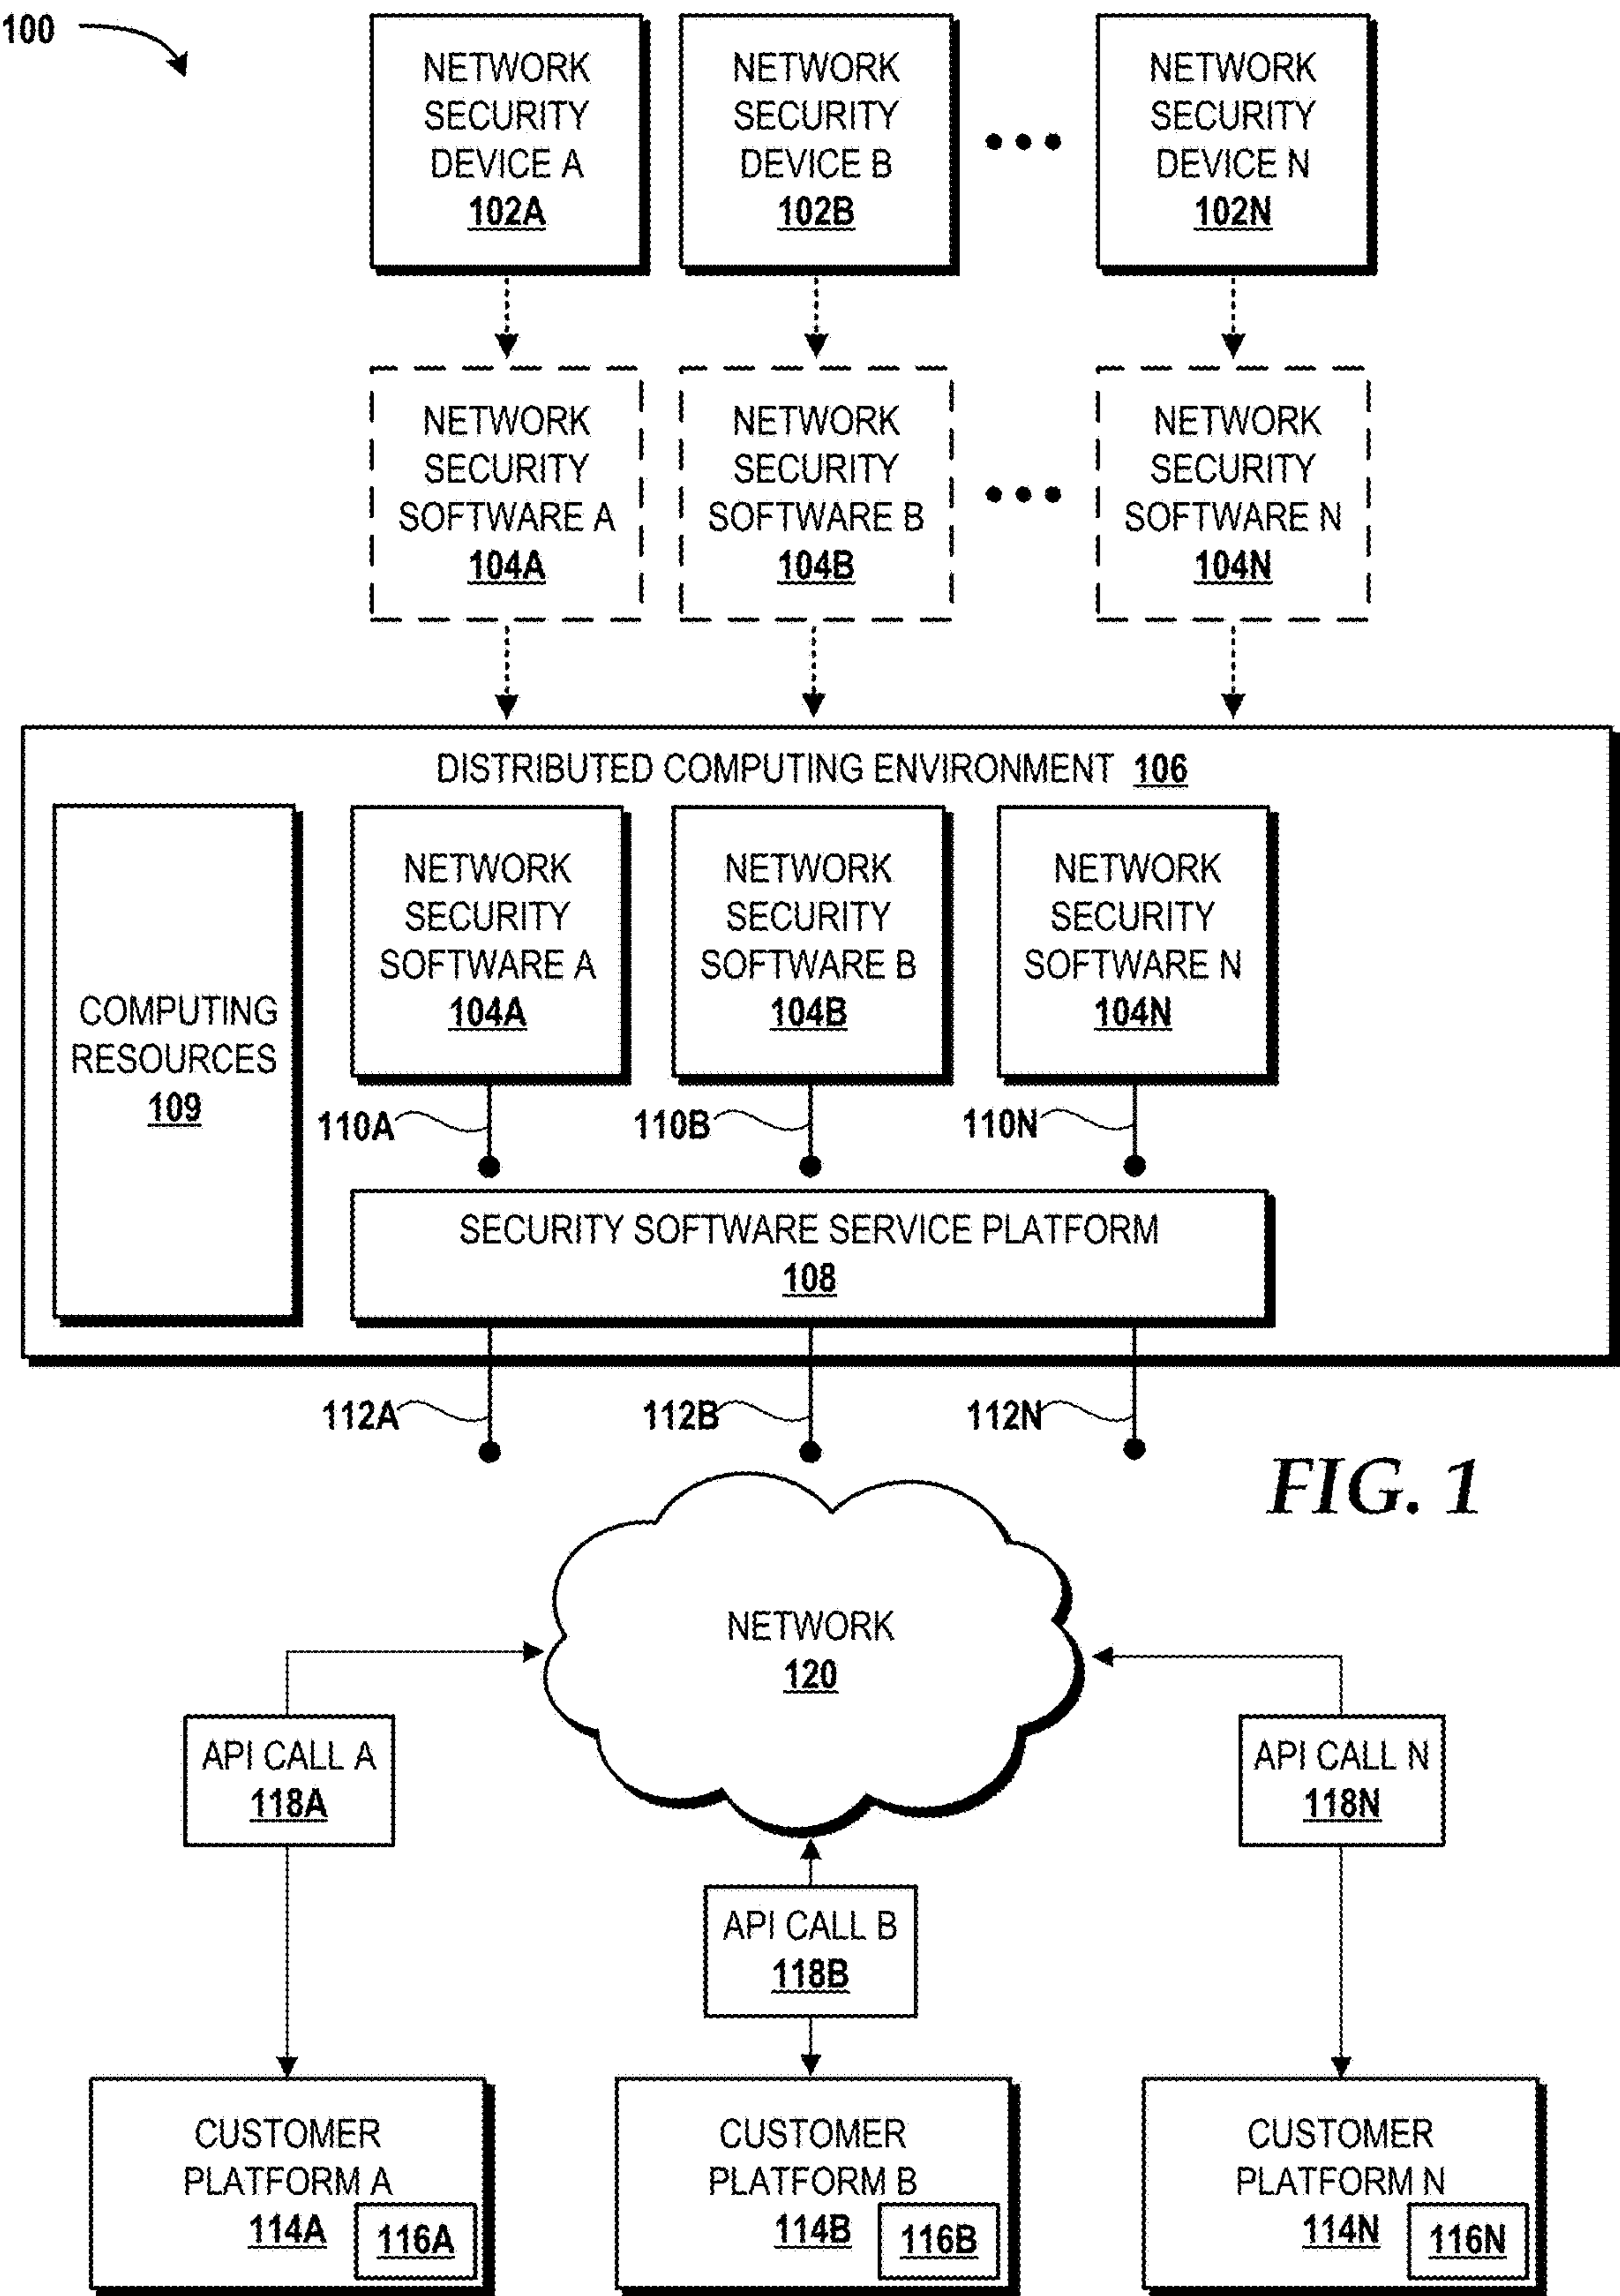 100
NETWORK
SECURITY
DEVICE A
102A
NETWORK
SECURITY
DEVICE B
102B
NETWORK
SECURITY
DEVICE N
102N
NETWORK
SECURITY
SOFTWARE A
104A
NETWORK
SECURITY
SOFTWARE B
104B
NETWORK
SECURITY
SOFTWARE N
104N
DISTRIBUTED COMPUTING ENVIRONMENT 106
COMPUTING
RESOURCES
109
NETWORK
SECURITY
SOFTWARE A
104A
NETWORK
SECURITY
SOFTWARE B
104B
NETWORK
SECURITY
SOFTWARE N
104N
110A
110B
110N
SECURITY SOFTWARE SERVICE PLATFORM
108
112A
112B
112N
FIG. 1
NETWORK
120
API CALL A
118A
API CALL B
118B
API CALL N
118N
CUSTOMER
PLATFORM A
114A
116A
CUSTOMER
PLATFORM B
114B
116B
CUSTOMER
PLATFORM N
114N
116N